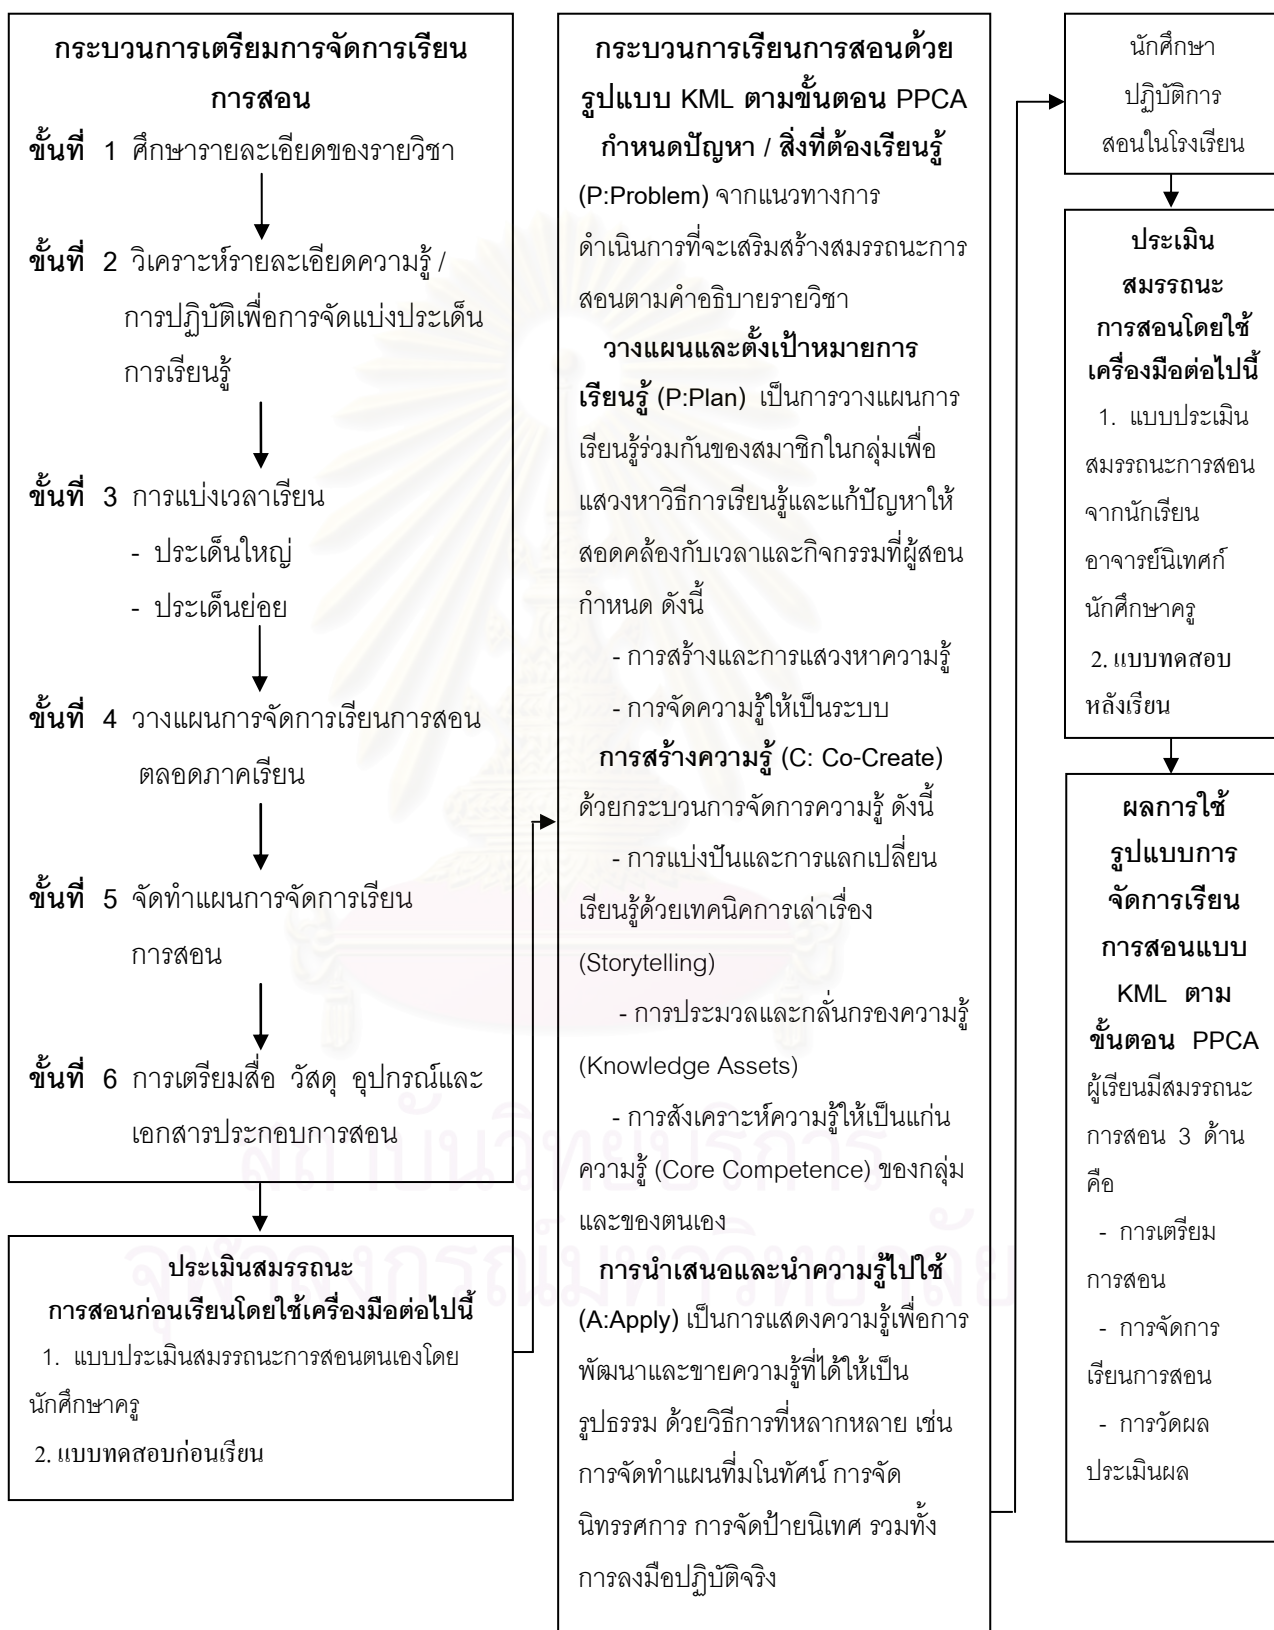 กระบวนการเตรียมการจัดการเรียน
การสอน
ขั้นที่ 1 ศึกษารายละเอียดของรายวิชา
ขั้นที่ 2 วิเคราะห์รายละเอียดความรู้ /
การปฏิบัติเพื่อการจัดแบ่งประเด็น
การเรียนรู้
ขั้นที่ 3 การแบ่งเวลาเรียน
- ประเด็นใหญ่
- ประเด็นย่อย
ขั้นที่ 4 วางแผนการจัดการเรียนการสอน
ตลอดภาคเรียน
ขั้นที่ 5 จัดทำแผนการจัดการเรียน
การสอน
ขั้นที่ 6 การเตรียมสื่อ วัสดุ อุปกรณ์และ
เอกสารประกอบการสอน
ประเมินสมรรถนะ
การสอนก่อนเรียนโดยใช้เครื่องมือต่อไปนี้
1. แบบประเมินสมรรถนะการสอนตนเองโดย
นักศึกษาครู
2. แบบทดสอบก่อนเรียน
กระบวนการเรียนการสอนด้วย
รูปแบบ KML ตามขั้นตอน PPCA
กำหนดปัญหา / สิ่งที่ต้องเรียนรู้
(P:Problem) จากแนวทางการ
ดำเนินการที่จะเสริมสร้างสมรรถนะการ
สอนตามคำอธิบายรายวิชา
วางแผนและตั้งเป้าหมายการ
เรียนรู้ (P:Plan) เป็นการวางแผนการ
เรียนรู้ร่วมกันของสมาชิกในกลุ่มเพื่อ
แสวงหาวิธีการเรียนรู้และแก้ปัญหาให้
สอดคล้องกับเวลาและกิจกรรมที่ผู้สอน
กำหนด ดังนี้
- การสร้างและการแสวงหาความรู้
- การจัดความรู้ให้เป็นระบบ
การสร้างความรู้ (C: Co-Create)
ด้วยกระบวนการจัดการความรู้ ดังนี้
- การแบ่งปันและการแลกเปลี่ยน
เรียนรู้ด้วยเทคนิคการเล่าเรื่อง
(Storytelling)
- การประมวลและกลั่นกรองความรู้
(Knowledge Assets)
- การสังเคราะห์ความรู้ให้เป็นแก่น
ความรู้ (Core Competence) ของกลุ่ม
และของตนเอง
การนำเสนอและนำความรู้ไปใช้
(A:Apply) เป็นการแสดงความรู้เพื่อการ
พัฒนาและขายความรู้ที่ได้ให้เป็น
รูปธรรม ด้วยวิธีการที่หลากหลาย เช่น
การจัดทำแผนที่มโนทัศน์ การจัด
นิทรรศการ การจัดป้ายนิเทศ รวมทั้ง
การลงมือปฏิบัติจริง
นักศึกษา
ปฏิบัติการ
สอนในโรงเรียน
ประเมิน
สมรรถนะ
การสอนโดยใช้
เครื่องมือต่อไปนี้
1. แบบประเมิน
สมรรถนะการสอน
จากนักเรียน
อาจารย์นิเทศก์
นักศึกษาครู
2. แบบทดสอบ
หลังเรียน
ผลการใช้
รูปแบบการ
จัดการเรียน
การสอนแบบ
KML ตาม
ขั้นตอน PPCA
ผู้เรียนมีสมรรถนะ
การสอน 3 ด้าน
คือ
- การเตรียม
การสอน
- การจัดการ
เรียนการสอน
- การวัดผล
ประเมินผล
สถาบันวิทยบริการ
จุฬาลงกรณ์มหาวิทยาลัย